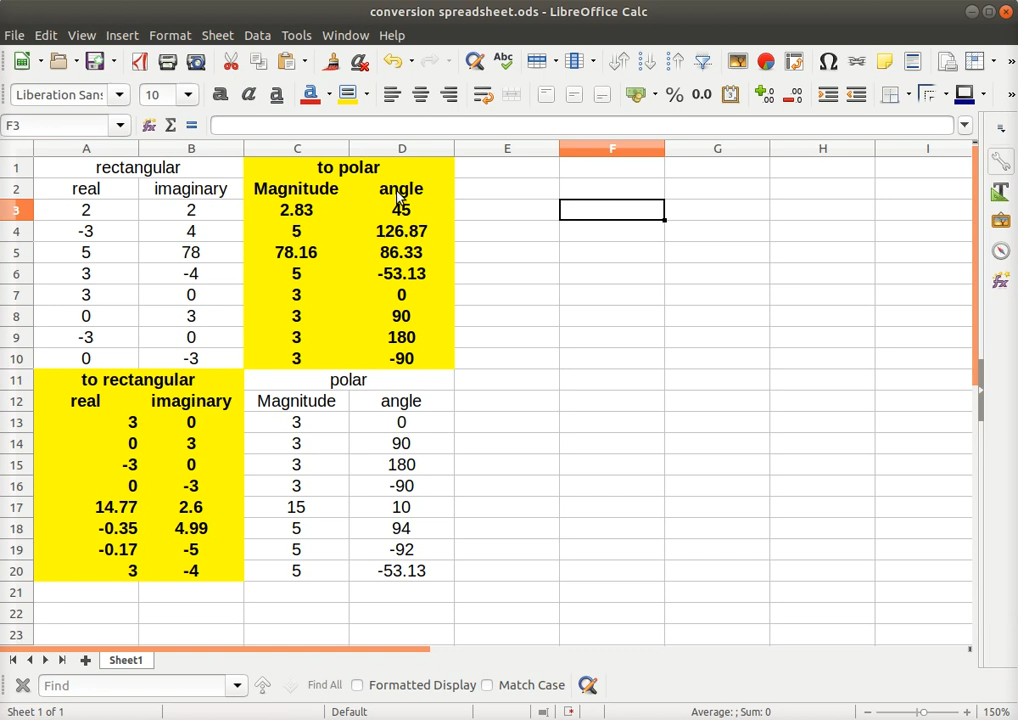 conversion spreadsheet.ods - LibreOffice Calc
File Edit View Insert Format Sheet Data Tools Window Help
Liberation Sans 10
F3
A B C D E F G H I
1 rectangular to polar
2 real imaginary Magnitude angle
3 2 2 2.83 45
4 -3 4 5 126.87
5 5 78 78.16 86.33
6 3 -4 5 -53.13
7 3 0 3 0
8 0 3 3 90
9 -3 0 3 180
10 0 -3 3 -90
11 to rectangular polar
12 real imaginary Magnitude angle
13 3 0 3 0
14 0 3 3 90
15 -3 0 3 180
16 0 -3 3 -90
17 14.77 2.6 15 10
18 -0.35 4.99 5 94
19 -0.17 -5 5 -92
20 3 -4 5 -53.13
21
22
23
Sheet1
Find Find All Formatted Display Match Case
Sheet 1 of 1 Default Average: ; Sum: 0 150%